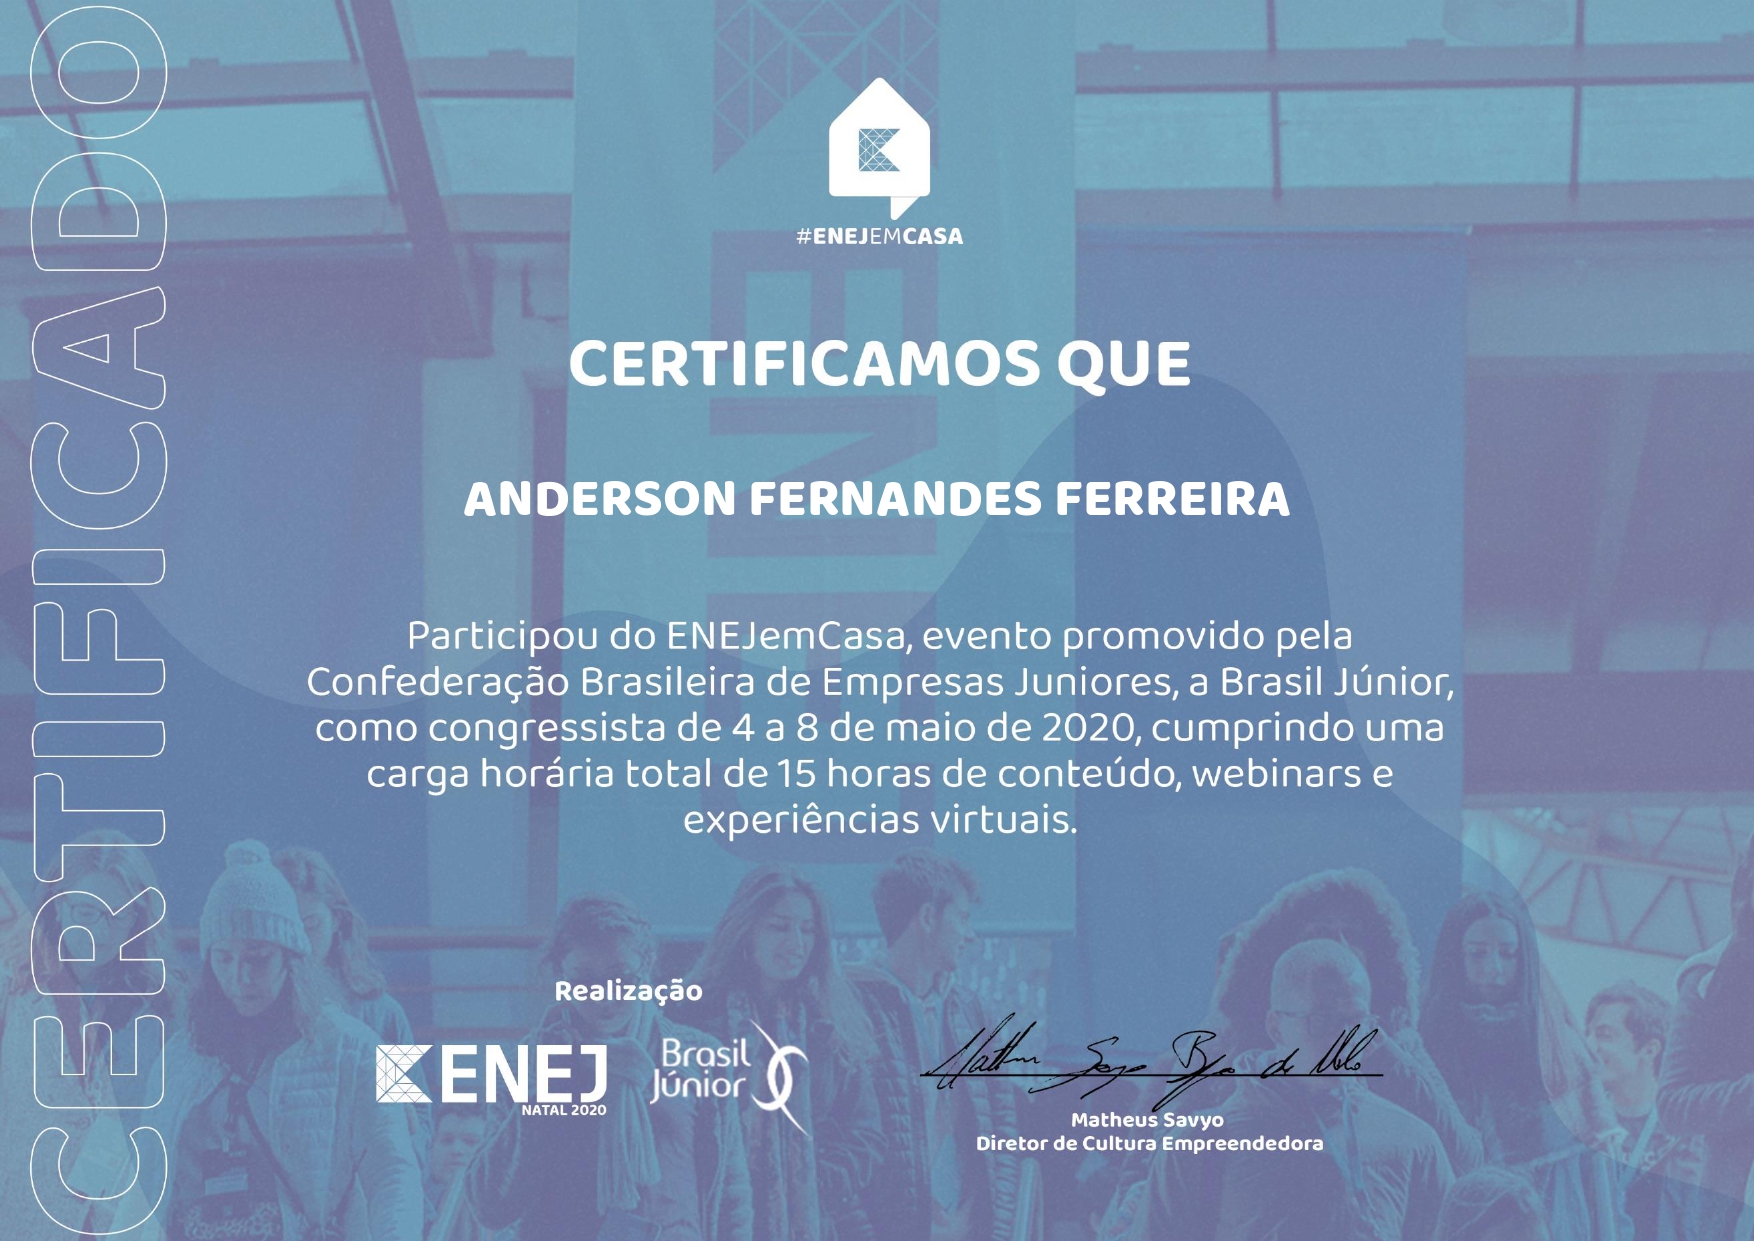 CERTIFICADO
#ENEJEMCASA
CERTIFICAMOS QUE
ANDERSON FERNANDES FERREIRA
Participou do ENEJemCasa, evento promovido pela
Confederação Brasileira de Empresas Juniores, a Brasil Júnior,
como congressista de 4 a 8 de maio de 2020, cumprindo uma
carga horária total de 15 horas de conteúdo, webinars e
experiências virtuais.
Realização
ENEJ
NATAL 2020
Brasil
Júnior
Matheus Savyo
Diretor de Cultura Empreendedora